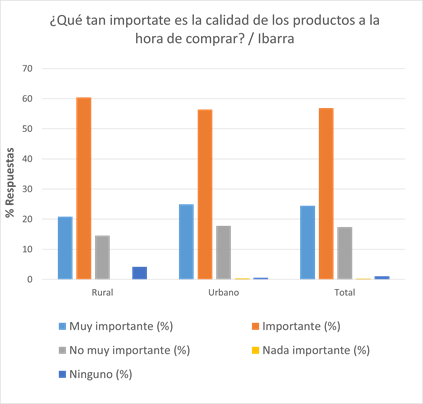 ¿Qué tan importate es la calidad de los productos a la
hora de comprar? / Ibarra
70
60
50
40
30
20
10
0
% Respuestas
Rural
Urbano
Total
Muy importante (%)
Importante (%)
No muy importante (%)
Nada importante (%)
Ninguno (%)